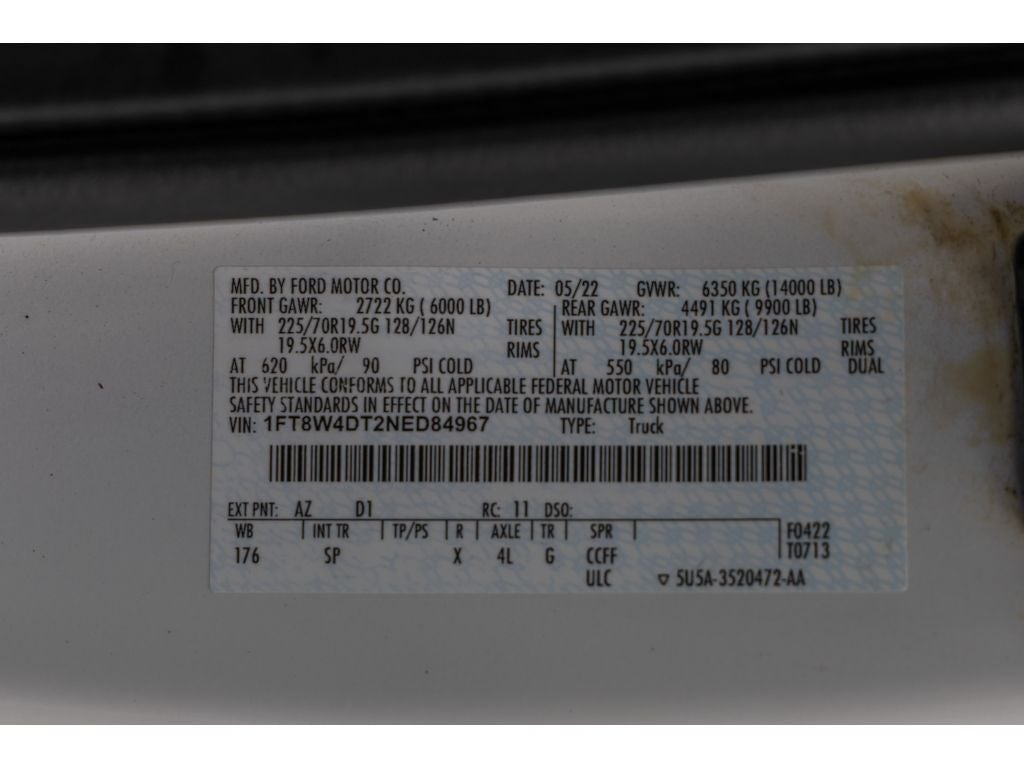 MFD. BY FORD MOTOR CO. DATE: 05/22 GVWR: 6350 KG (14000 LB)
FRONT GAWR: 2722 KG ( 6000 LB) REAR GAWR: 4491 KG ( 9900 LB)
WITH 225/70R19.5G 128/126N TIRES WITH 225/70R19.5G 128/126N TIRES
19.5X6.0RW RIMS 19.5X6.0RW RIMS
AT 620 kPa/ 90 PSI COLD AT 550 kPa/ 80 PSI COLD DUAL
THIS VEHICLE CONFORMS TO ALL APPLICABLE FEDERAL MOTOR VEHICLE
SAFETY STANDARDS IN EFFECT ON THE DATE OF MANUFACTURE SHOWN ABOVE.
VIN: 1FT8W4DT2NED84967 TYPE: Truck
EXT PNT: AZ D1 RC: 11 DSO:
WB INT TR TP/PS R AXLE TR SPR F0422
176 SP X 4L G CCFF T0713
ULC ▽ 5U5A-3520472-AA